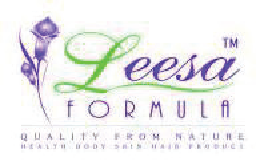 Leesa™
FORMULA
QUALITY FROM NATURE
HEALTH BODY SKIN HAIR PRODUCT